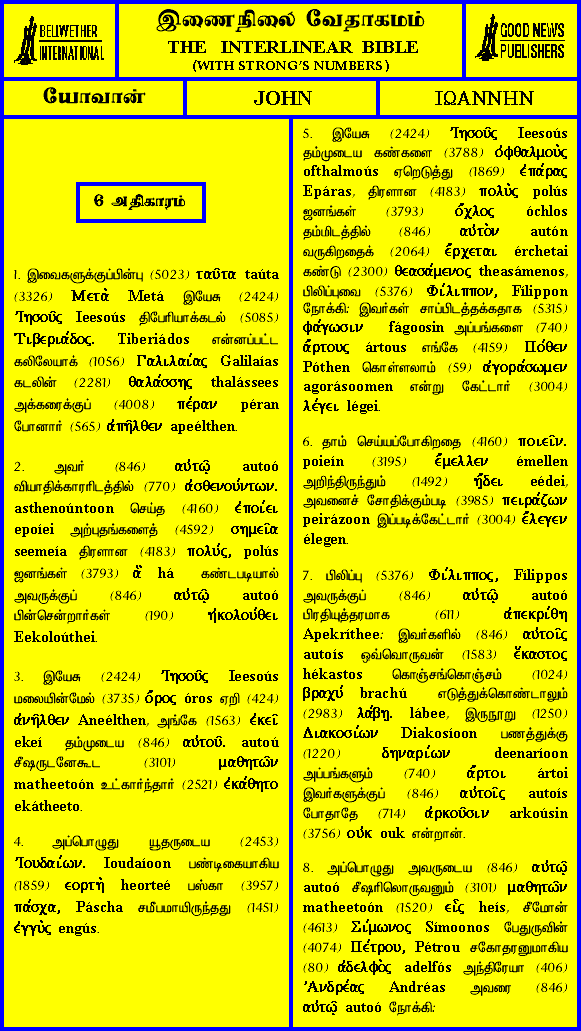 BELLWETHER
INTERNATIONAL
இணைநிலை வேதாகமம்
THE INTERLINEAR BIBLE
(WITH STRONG'S NUMBERS)
GOOD NEWS
PUBLISHERS
யோவான்
JOHN
ΙΩΑΝΝΗΝ
6 அதிகாரம்
1. இவைகளுக்குப்பின்பு (5023) ταῦτα taúta
(3326) Μετὰ Metá இயேசு (2424)
Ἰησοῦς Ieesoús திபேரியாக்கடல் (5085)
Τιβεριάδος. Tiberiádos என்னப்பட்ட
கலிலேயாக் (1056) Γαλιλαίας Galilaías
கடலின் (2281) θαλάσσης thalássees
அக்கரைக்குப் (4008) πέραν péran
போனார் (565) ἀπῆλθεν apeélthen.
2. அவர் (846) αὐτῷ autoó
வியாதிக்காரரிடத்தில் (770) ἀσθενούντων.
asthenoúntoon செய்த (4160) ἐποίει
epoíei அற்புதங்களைத் (4592) σημεῖα
seemeía திரளான (4183) πολύς, polús
ஜனங்கள் (3793) ἃ há கண்டபடியால்
அவருக்குப் (846) αὐτῷ autoó
பின்சென்றார்கள் (190) ἠκολούθει
Eekoloúthei.
3. இயேசு (2424) Ἰησοῦς Ieesoús
மலையின்மேல் (3735) ὄρος óros ஏறி (424)
ἀνῆλθεν Aneélthen, அங்கே (1563) ἐκεῖ
ekeí தம்முடைய (846) αὐτοῦ. autoú
சீஷருடனேகூட (3101) μαθητῶν
matheetoón உட்கார்ந்தார் (2521) ἐκάθητο
ekátheeto.
4. அப்பொழுது யூதருடைய (2453)
Ἰουδαίων. Ioudaíoon பண்டிகையாகிய
(1859) εορτὴ heorteé பஸ்கா (3957)
πάσχα, Páscha சமீபமாயிருந்தது (1451)
ἐγγὺς engús.
5. இயேசு (2424) Ἰησοῦς Ieesoús
தம்முடைய கண்களை (3788) ὀφθαλμοὺς
ofthalmoús ஏறெடுத்து (1869) ἐπάρας
Epáras, திரளான (4183) πολὺς polús
ஜனங்கள் (3793) ὄχλος óchlos
தம்மிடத்தில் (846) αὐτὸν autón
வருகிறதைக் (2064) ἔρχεται érchetai
கண்டு (2300) θεασάμενος theasámenos,
பிலிப்புவை (5376) Φίλιππον, Fílippon
நோக்கி: இவர்கள் சாப்பிடத்தக்கதாக (5315)
φάγωσιν fágoosin அப்பங்களை (740)
ἄρτους ártous எங்கே (4159) Πόθεν
Póthen கொள்ளலாம் (59) ἀγοράσωμεν
agorásoomen என்று கேட்டார் (3004)
λέγει légei.
6. தாம் செய்யப்போகிறதை (4160) ποιεῖν.
poieín (3195) ἔμελλεν émellen
அறிந்திருந்தும் (1492) ᾔδει eédei,
அவனைச் சோதிக்கும்படி (3985) πειράζων
peirázoon இப்படிக்கேட்டார் (3004) ἔλεγεν
élegen.
7. பிலிப்பு (5376) Φίλιππος, Fílippos
அவருக்கு (846) αὐτῷ autoó
பிரதியுத்தரமாக (611) ἀπεκρίθη
Apekríthee: இவர்களில் (846) αὐτοῖς
autoís ஒவ்வொருவன் (1583) ἕκαστος
hékastos கொஞ்சங்கொஞ்சம் (1024)
βραχύ brachú எடுத்துக்கொண்டாலும்
(2983) λάβῃ. lábee, இருநூறு (1250)
Διακοσίων Diakosíoon பணத்துக்கு
(1220) δηναρίων deenaríoon
அப்பங்களும் (740) ἄρτοι ártoi
இவர்களுக்குப் (846) αὐτοῖς autoís
போதாதே (714) ἀρκοῦσιν arkoúsin
(3756) οὐκ ouk என்றான்.
8. அப்பொழுது அவருடைய (846) αὐτῷ
autoó சீஷரிலொருவனும் (3101) μαθητῶν
matheetoón (1520) εἷς heís, சீமோன்
(4613) Σίμωνος Símoonos பேதுருவின்
(4074) Πέτρου, Pétrou சகோதரனுமாகிய
(80) ἀδελφὸς adelfós அந்திரேயா (406)
Ἀνδρέας Andréas அவரை (846)
αὐτῷ autoó நோக்கி: